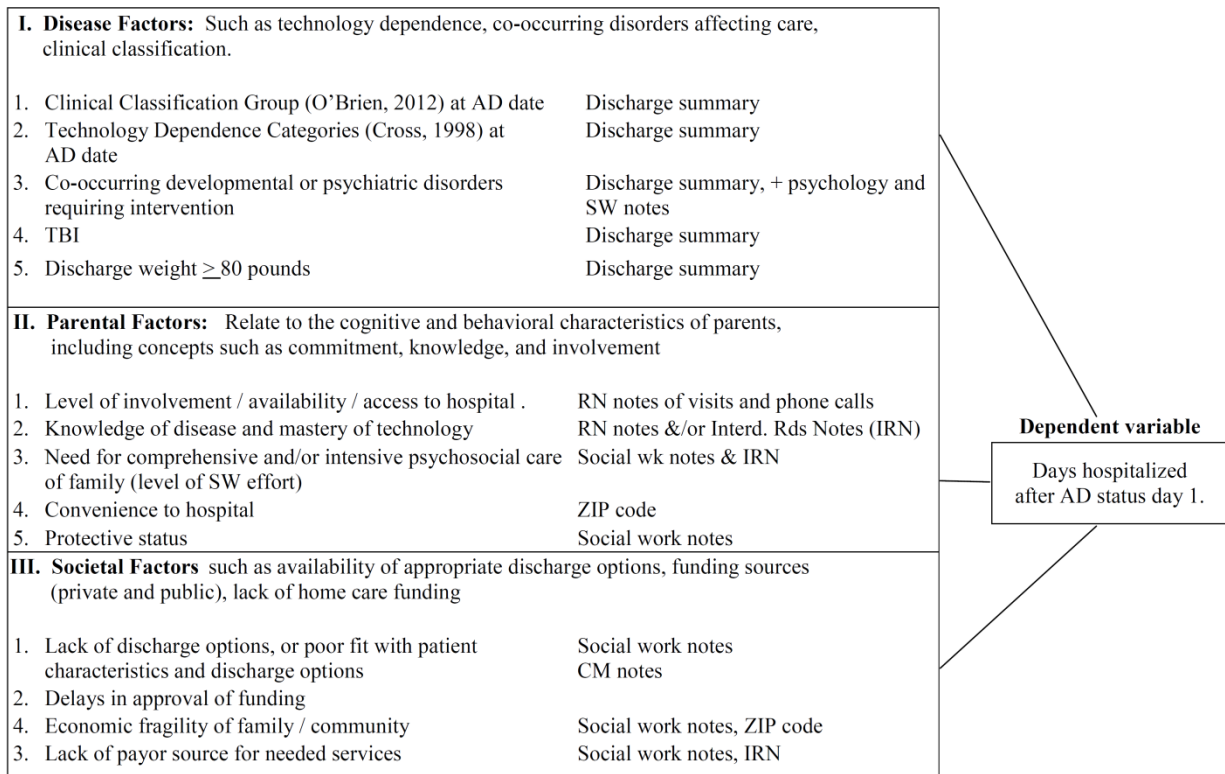 I. Disease Factors: Such as technology dependence, co-occurring disorders affecting care,
clinical classification.
1. Clinical Classification Group (O’Brien, 2012) at AD date Discharge summary
2. Technology Dependence Categories (Cross, 1998) at Discharge summary
AD date
3. Co-occurring developmental or psychiatric disorders Discharge summary, + psychology and
requiring intervention SW notes
4. TBI Discharge summary
5. Discharge weight > 80 pounds Discharge summary
II. Parental Factors: Relate to the cognitive and behavioral characteristics of parents,
including concepts such as commitment, knowledge, and involvement
1. Level of involvement / availability / access to hospital . RN notes of visits and phone calls
2. Knowledge of disease and mastery of technology RN notes &/or Interd. Rds Notes (IRN)
3. Need for comprehensive and/or intensive psychosocial care Social wk notes & IRN
of family (level of SW effort)
4. Convenience to hospital ZIP code
5. Protective status Social work notes
III. Societal Factors such as availability of appropriate discharge options, funding sources
(private and public), lack of home care funding
1. Lack of discharge options, or poor fit with patient Social work notes
characteristics and discharge options CM notes
2. Delays in approval of funding
4. Economic fragility of family / community Social work notes, ZIP code
3. Lack of payor source for needed services Social work notes, IRN
Dependent variable
Days hospitalized
after AD status day 1.